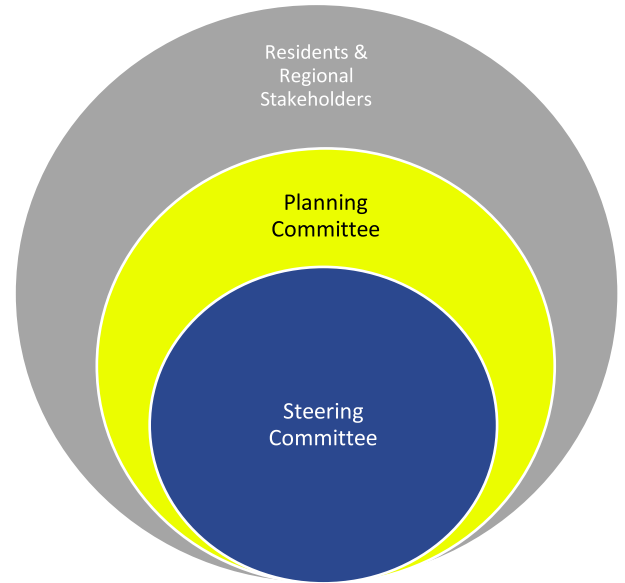 Residents &
Regional
Stakeholders
Planning
Committee
Steering
Committee